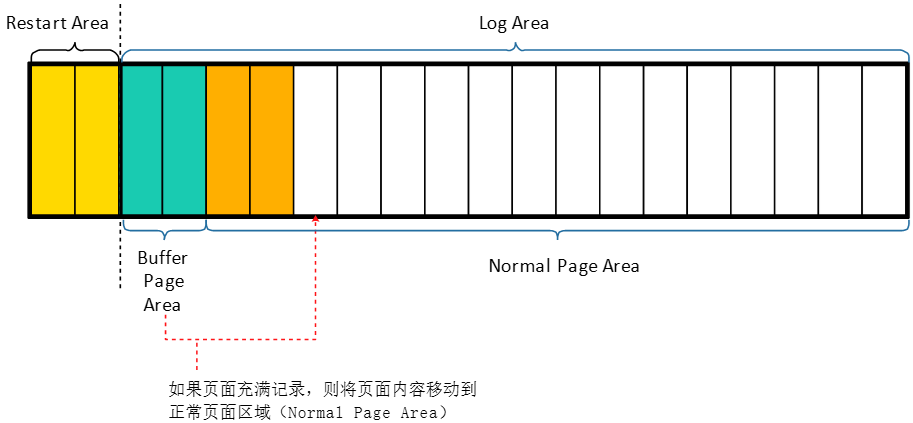 Restart Area
Log Area
Buffer
Page
Area
Normal Page Area
如果页面充满记录，则将页面内容移动到
正常页面区域（Normal Page Area）